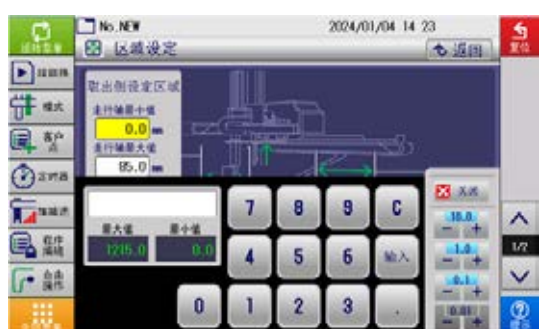 No.NEW
2024/01/04 14 23
复位
区域设定
返回
取出侧设定区域
走行轴最小值
0.0 mm
走行轴最大值
85.0 mm
模式
客户
点
定时器
程序
编辑
自由
操作
最大值 最小值
1215.0 0.0
7 8 9 C
4 5 6 输入
0 1 2 3 .
关闭
10.0
- +
1.0
- +
0.1
- +
0.01
1/2